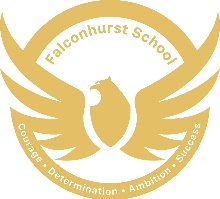 Falconhurst School
Courage • Determination • Ambition • Success